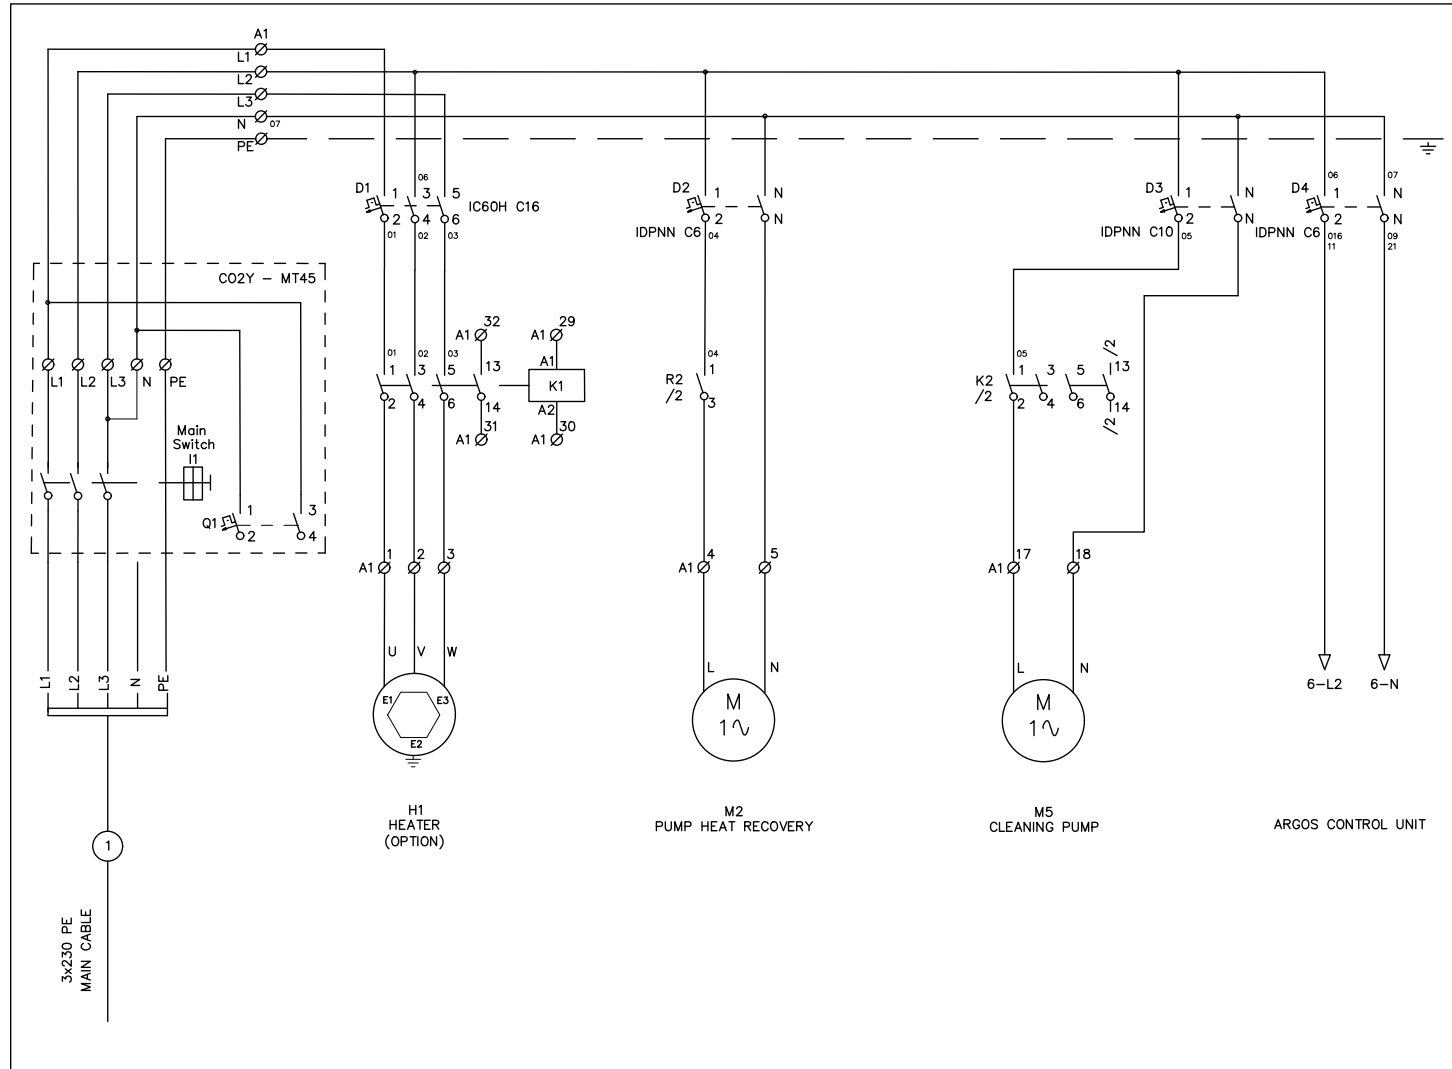 A1
L1
L2
L3
N 07
PE
06
D1 1 3 5
IC60H C16
2 4 6
01 02 03
D2 1 N
2 N
IDPNN C6 04
D3 1 N
2 N
IDPNN C10 05
06 07
D4 1 N
2 N
IDPNN C6 016 09
11 21
CO2Y - MT45
L1 L2 L3 N PE
Main
Switch
I1
Q1 1 3
2 4
01 02 03
1 3 5 13
2 4 6 14
A1 32
A1 31
A1 29
A1
K1
A2
A1 30
04
R2 1
/2 3
05
K2 1 3 5 13 /2
/2 2 4 6 14 /2
A1 1 2 3
A1 4 5
A1 17 18
U V W
L N
L N
L1 L2 L3 N PE
E1 E3
E2
M
1∿
M
1∿
6-L2 6-N
H1
HEATER
(OPTION)
M2
PUMP HEAT RECOVERY
M5
CLEANING PUMP
ARGOS CONTROL UNIT
1
3x230 PE
MAIN CABLE